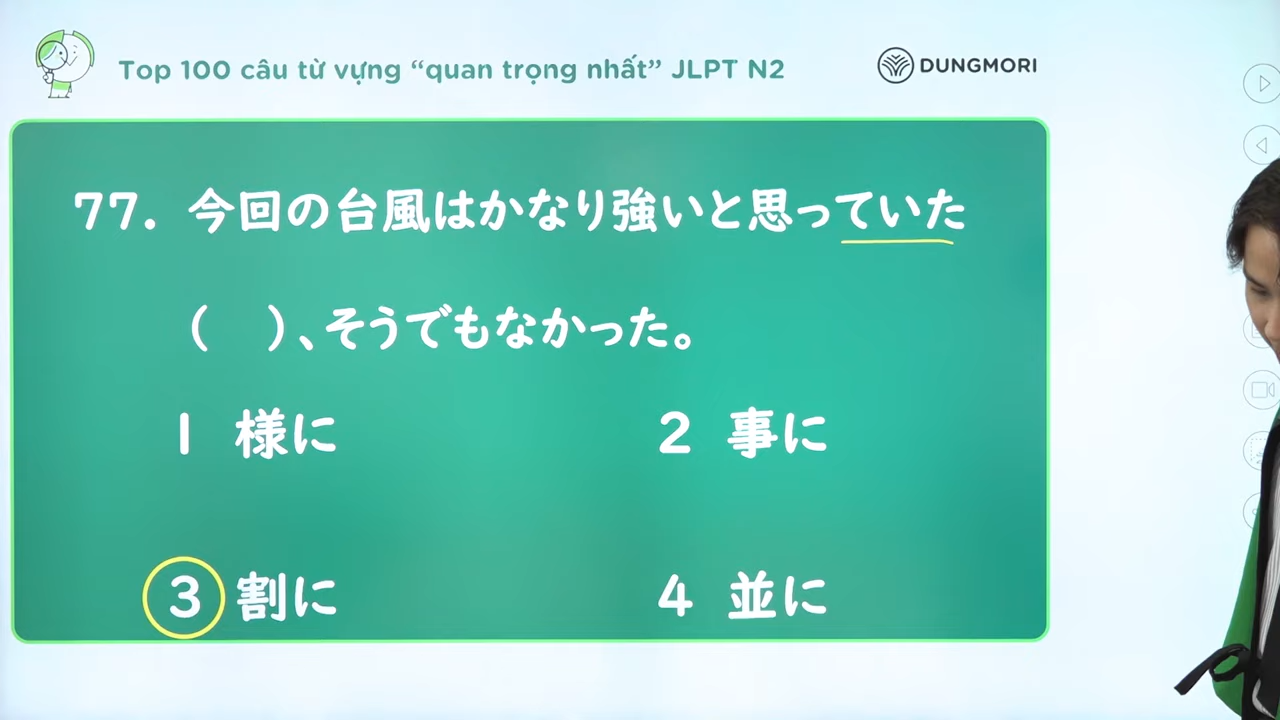 Top 100 câu từ vựng “quan trọng nhất” JLPT N2
DUNGMORI
77. 今回の台風はかなり強いと思っていた
( )、そうでもなかった。
1 様に
2 事に
3 割に
4 並に